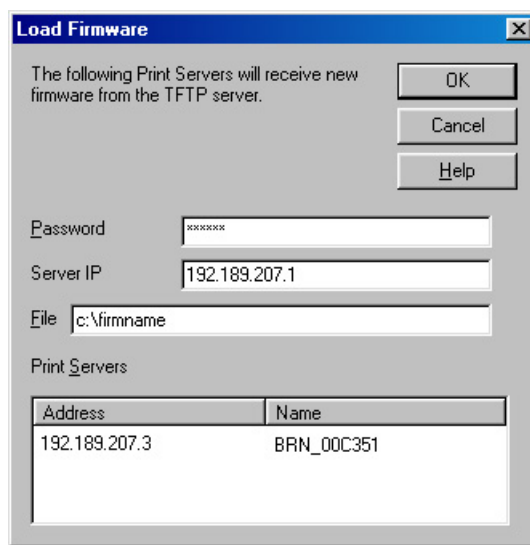 Load Firmware
The following Print Servers will receive new
firmware from the TFTP server.
OK
Cancel
Help
Password
××××××
Server IP
192.189.207.1
File
c:\firmname
Print Servers
Address Name
192.189.207.3 BRN_00C351